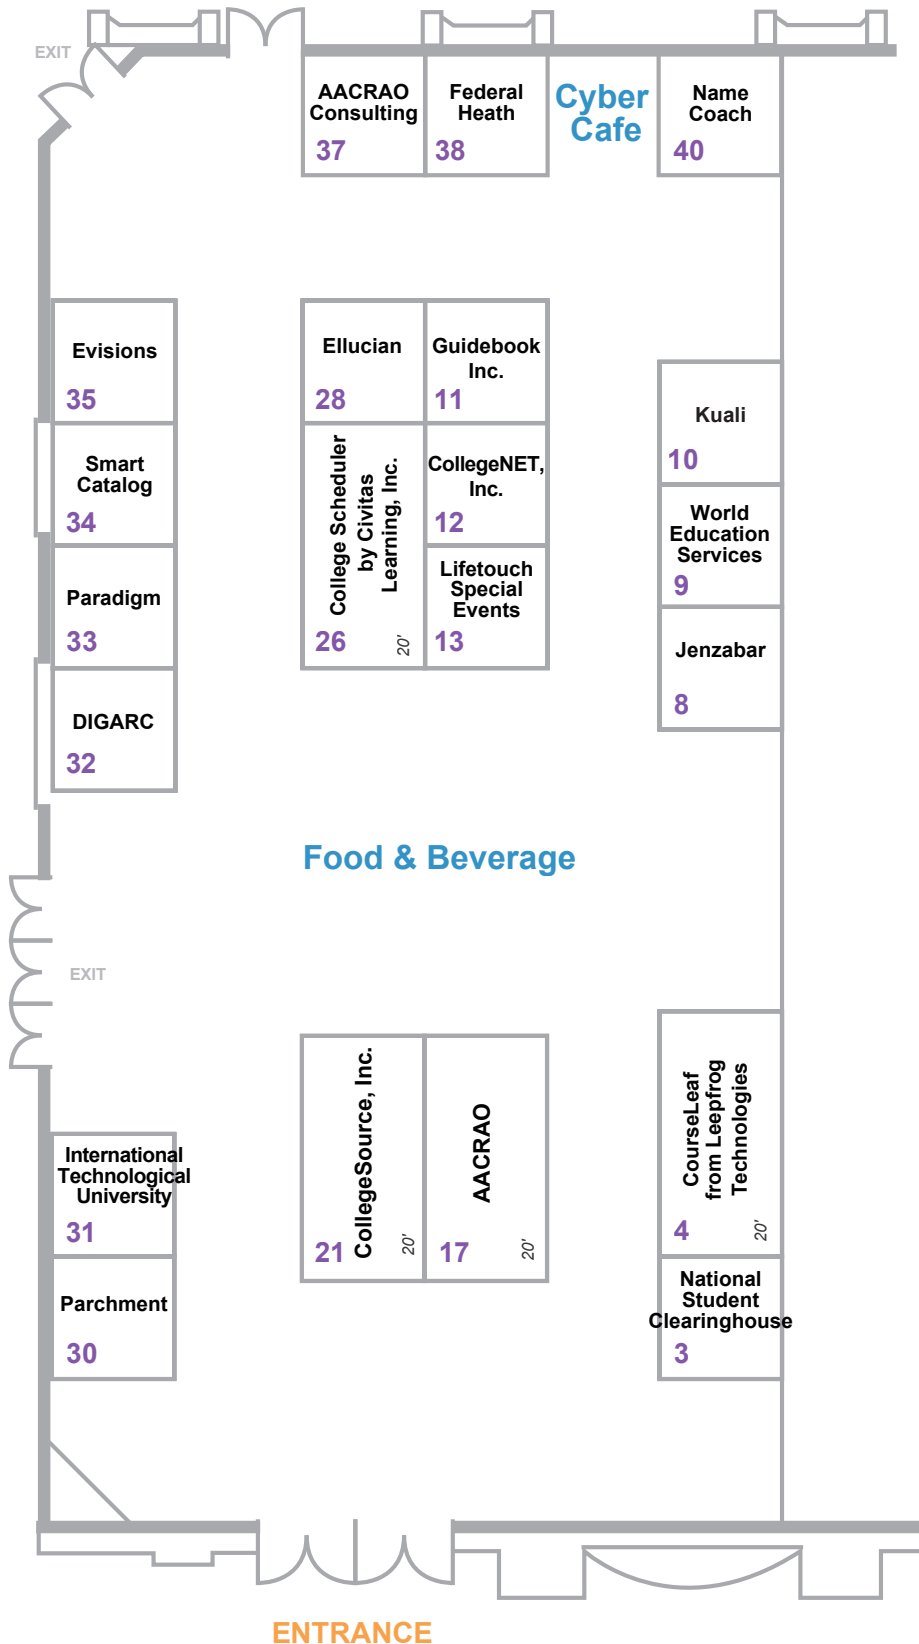 EXIT
AACRAO
Consulting
37
Federal
Heath
38
Cyber
Cafe
Name
Coach
40
Evisions
35
Ellucian
28
Guidebook
Inc.
11
Kuali
10
Smart
Catalog
34
College Scheduler
by Civitas
Learning, Inc.
26
20'
CollegeNET,
Inc.
12
World
Education
Services
9
Paradigm
33
Lifetouch
Special
Events
13
Jenzabar
8
DIGARC
32
Food & Beverage
EXIT
CollegeSource, Inc.
21
20'
AACRAO
17
20'
CourseLeaf
from Leepfrog
Technologies
4
20'
International
Technological
University
31
Parchment
30
National
Student
Clearinghouse
3
ENTRANCE